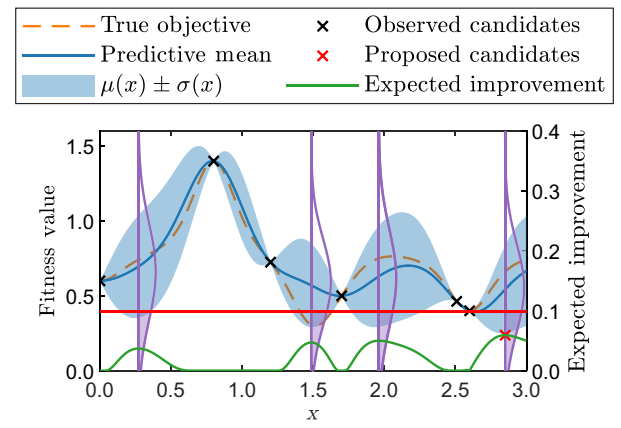 True objective
Observed candidates
Predictive mean
Proposed candidates
μ(x) ± σ(x)
Expected improvement
Fitness value
1.5
1.0
0.5
0.0
0.4
0.3
0.2
0.1
0.0
Expected improvement
0.0 0.5 1.0 1.5 2.0 2.5 3.0
x